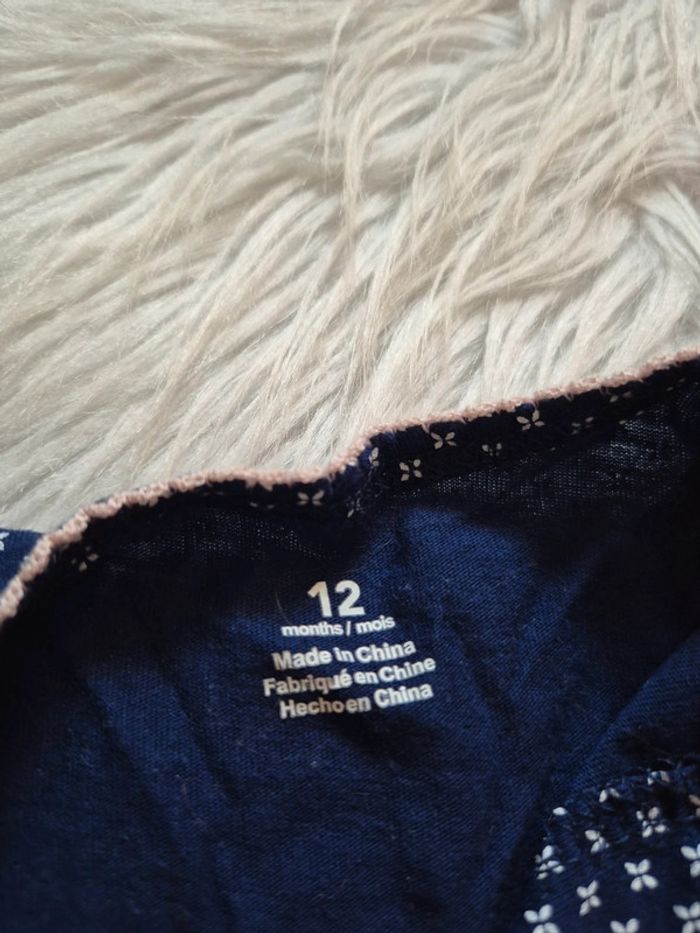 12
months / mois
Made in China
Fabriqué en Chine
Hecho en China